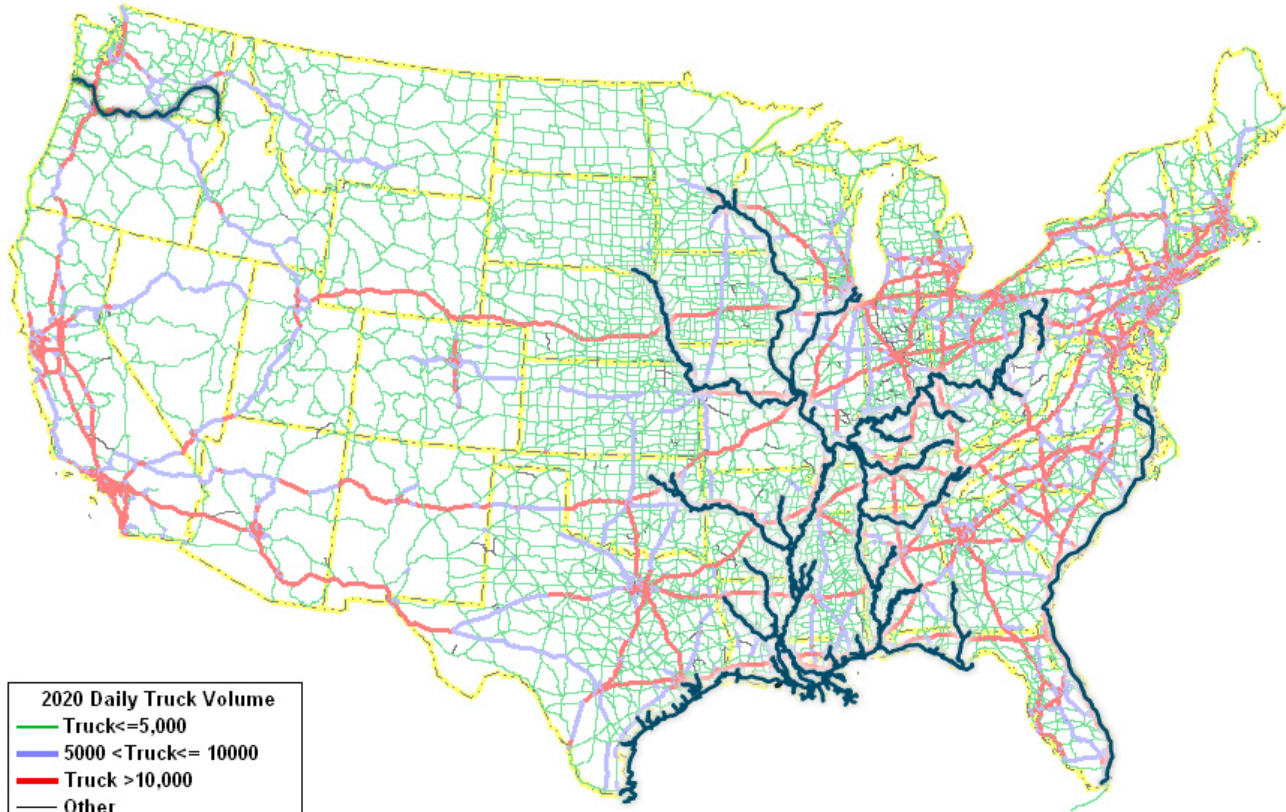 2020 Daily Truck Volume
Truck<=5,000
5000 <Truck<= 10000
Truck >10,000
Other